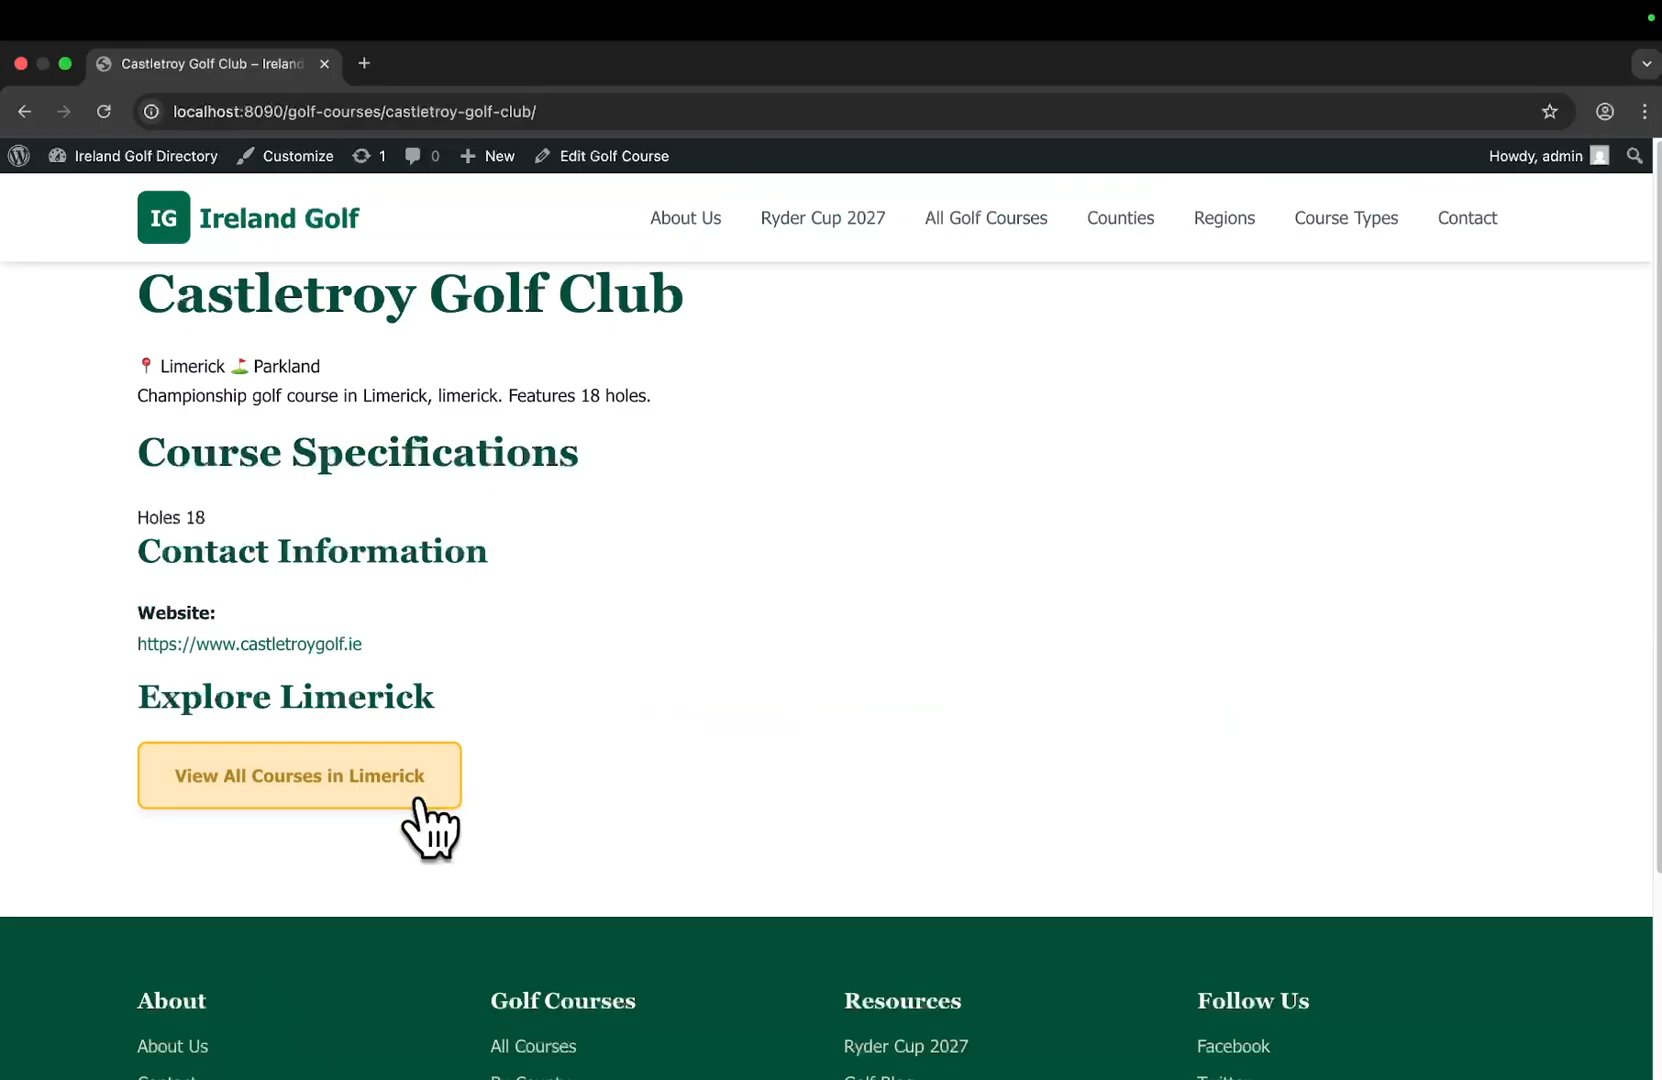 Castletroy Golf Club – Ireland
localhost:8090/golf-courses/castletroy-golf-club/
Ireland Golf Directory Customize 1 0 New Edit Golf Course Howdy, admin
IG Ireland Golf About Us Ryder Cup 2027 All Golf Courses Counties Regions Course Types Contact
Castletroy Golf Club
Limerick Parkland
Championship golf course in Limerick, limerick. Features 18 holes.
Course Specifications
Holes 18
Contact Information
Website:
https://www.castletroygolf.ie
Explore Limerick
View All Courses in Limerick
About Golf Courses Resources Follow Us
About Us All Courses Ryder Cup 2027 Facebook